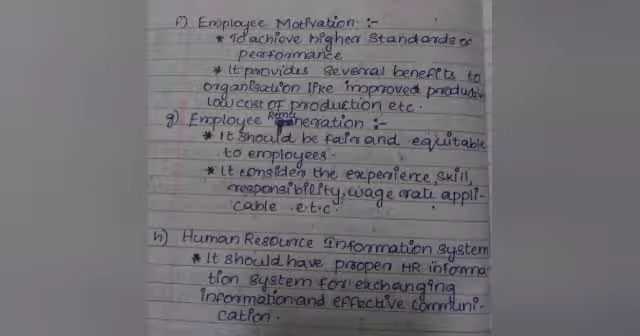 f) Employee Motivation :-
* To achieve higher standards of
performance
* It provides several benefits to
organisation like improved productiv
low cost of production etc.
g) Employee Remuneration :-
* It should be fair and equitable
to employees.
* It consider the experience, skill,
responsibility, wage rate appli-
cable .e.t.c.
h) Human Resource Information system
* It should have proper HR informa
tion system for exchanging
information and effective communi-
cation.